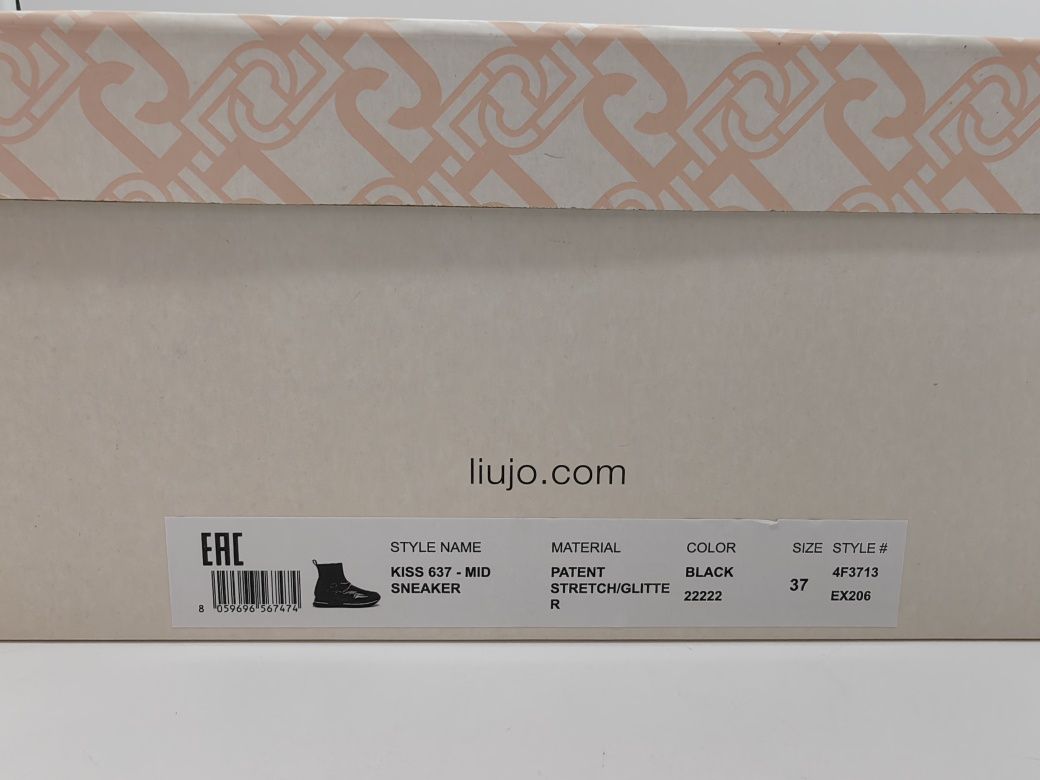 liujo.com
EAC
STYLE NAME MATERIAL COLOR SIZE STYLE #
KISS 637 - MID PATENT BLACK 37 4F3713
SNEAKER STRETCH/GLITTE 22222 EX206
R
8 059696 567474